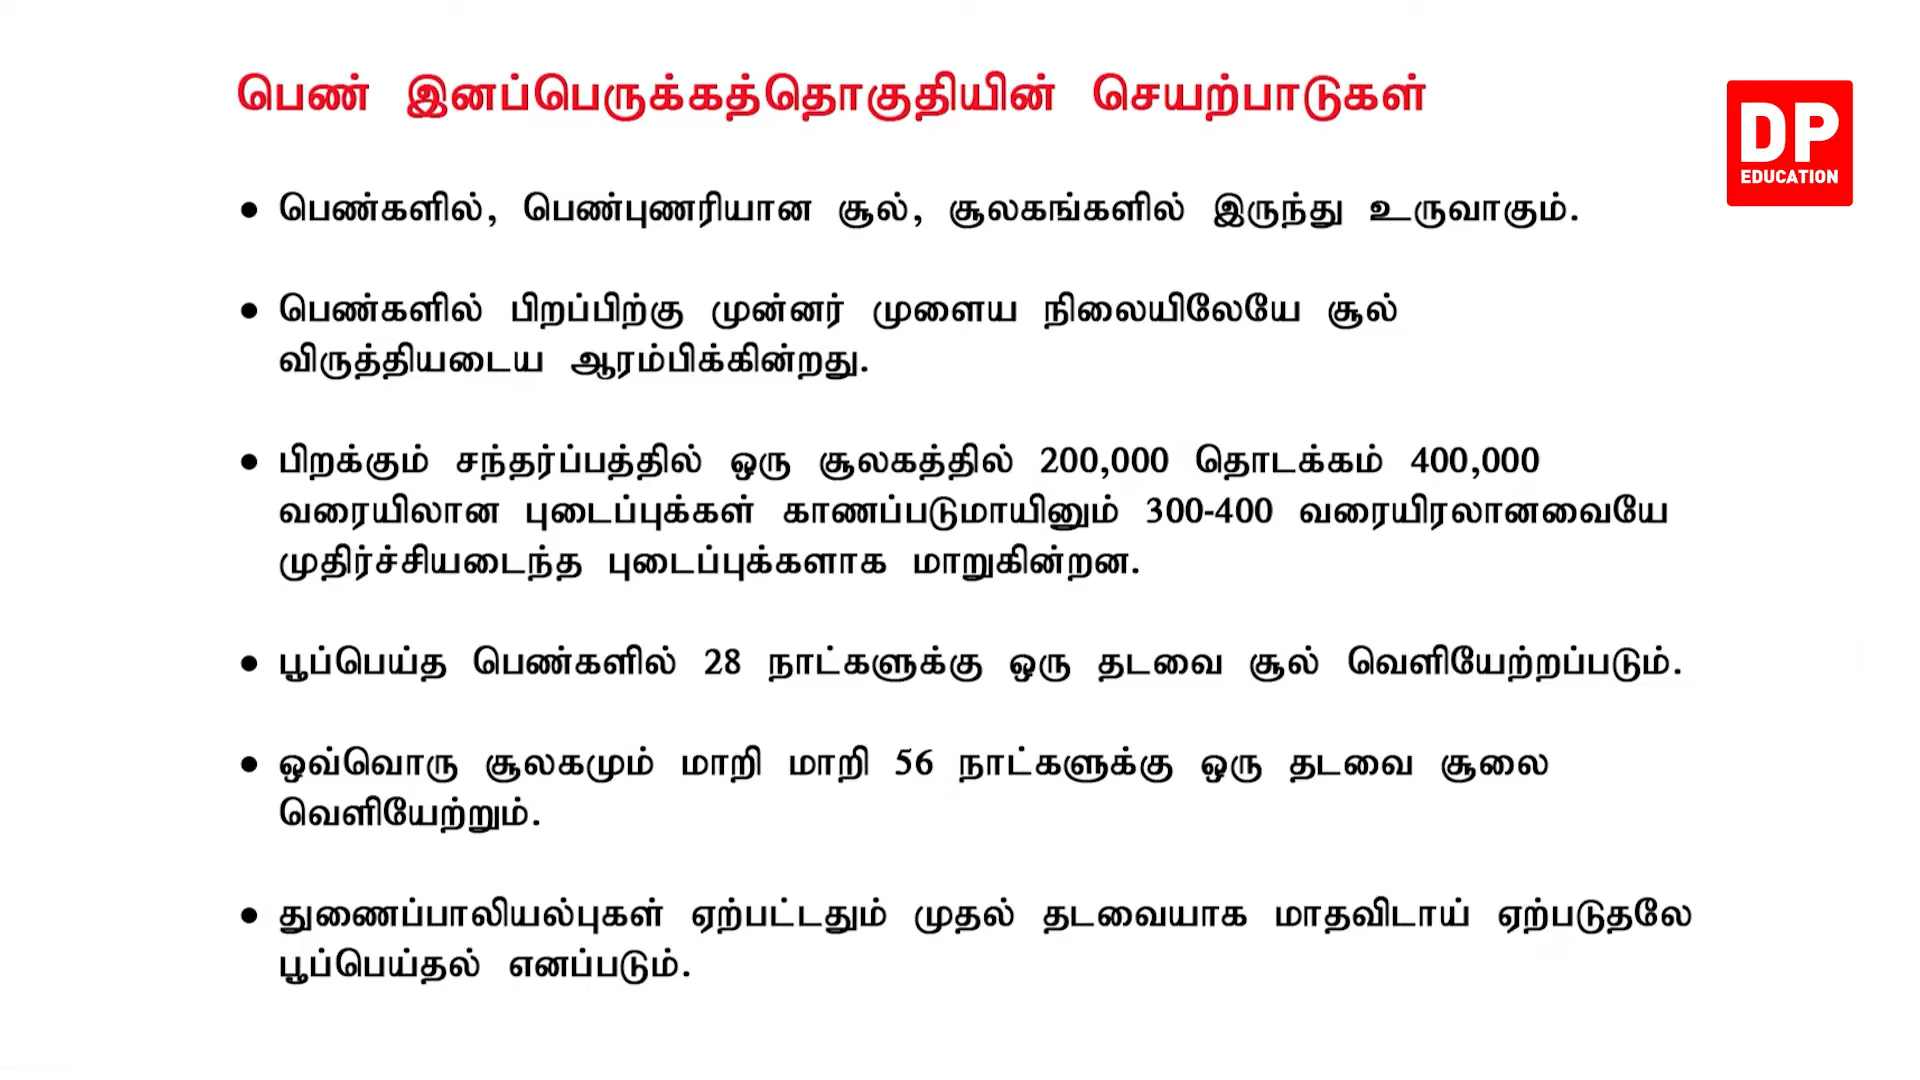 பெண் இனப்பெருக்கத்தொகுதியின் செயற்பாடுகள்
DP
EDUCATION
• பெண்களில், பெண்புணரியான சூல், சூலகங்களில் இருந்து உருவாகும்.
• பெண்களில் பிறப்பிற்கு முன்னர் முளைய நிலையிலேயே சூல்
விருத்தியடைய ஆரம்பிக்கின்றது.
• பிறக்கும் சந்தர்ப்பத்தில் ஒரு சூலகத்தில் 200,000 தொடக்கம் 400,000
வரையிலான புடைப்புக்கள் காணப்படுமாயினும் 300-400 வரையிரலானவையே
முதிர்ச்சியடைந்த புடைப்புக்களாக மாறுகின்றன.
• பூப்பெய்த பெண்களில் 28 நாட்களுக்கு ஒரு தடவை சூல் வெளியேற்றப்படும்.
• ஒவ்வொரு சூலகமும் மாறி மாறி 56 நாட்களுக்கு ஒரு தடவை சூலை
வெளியேற்றும்.
• துணைப்பாலியல்புகள் ஏற்பட்டதும் முதல் தடவையாக மாதவிடாய் ஏற்படுதலே
பூப்பெய்தல் எனப்படும்.